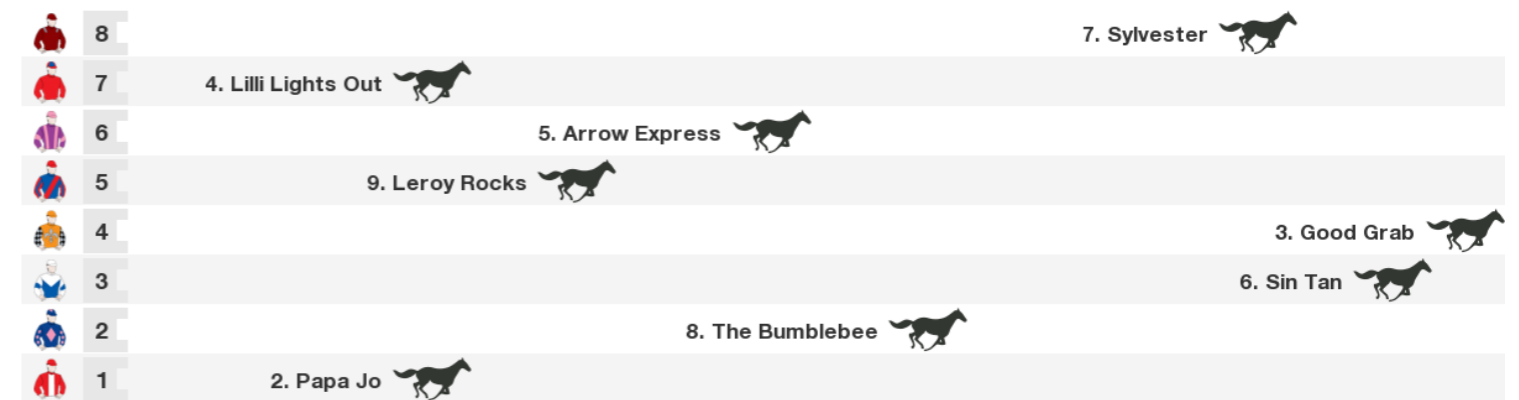 8 7. Sylvester
7 4. Lilli Lights Out
6 5. Arrow Express
5 9. Leroy Rocks
4 3. Good Grab
3 6. Sin Tan
2 8. The Bumblebee
1 2. Papa Jo